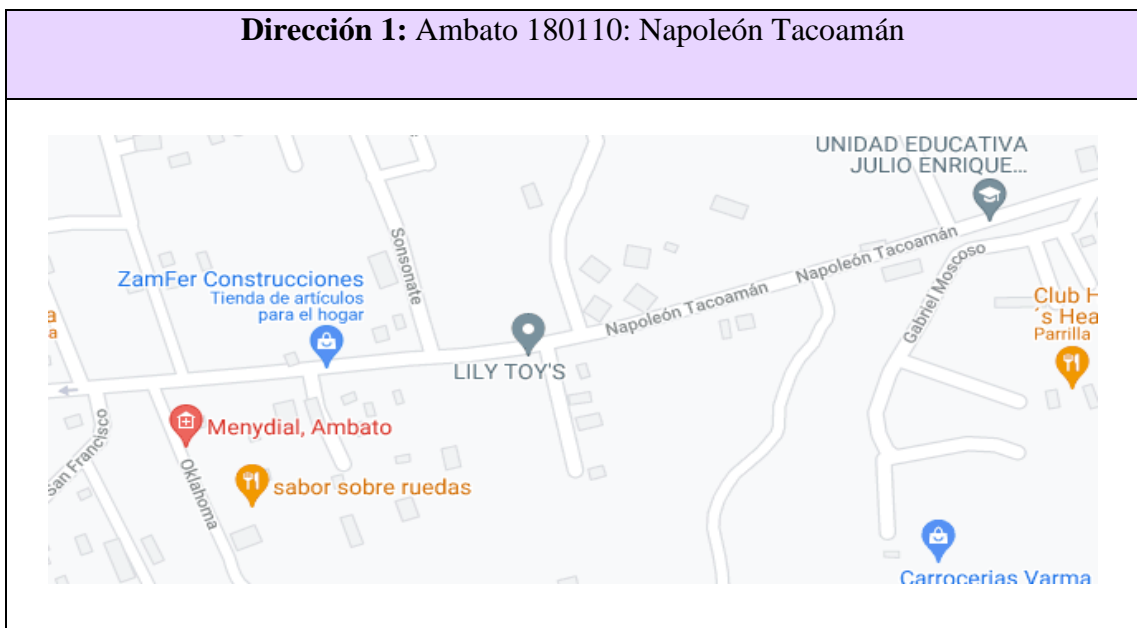 Dirección 1: Ambato 180110: Napoleón Tacoamán
UNIDAD EDUCATIVA
JULIO ENRIQUE...
Sonsonate
Napoleón Tacoamán
Napoleón Tacoamán
Gabriel Moscoso
ZamFer Construcciones
Tienda de artículos
para el hogar
a
a
Club H
´s Hea
Parrilla
LILY TOY'S
Menydial, Ambato
San Francisco
Oklahoma
sabor sobre ruedas
Carrocerias Varma